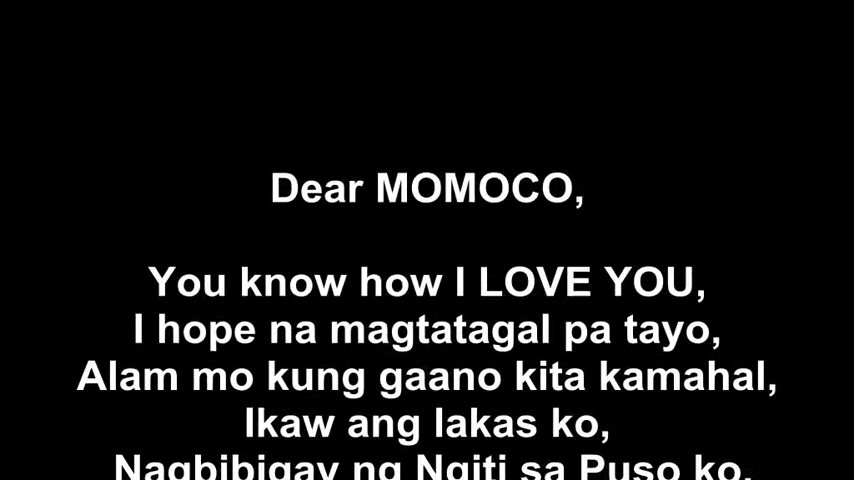 Dear MOMOCO,
You know how I LOVE YOU,
I hope na magtatagal pa tayo,
Alam mo kung gaano kita kamahal,
Ikaw ang lakas ko,
Nagbibigay ng Ngiti sa Puso ko,